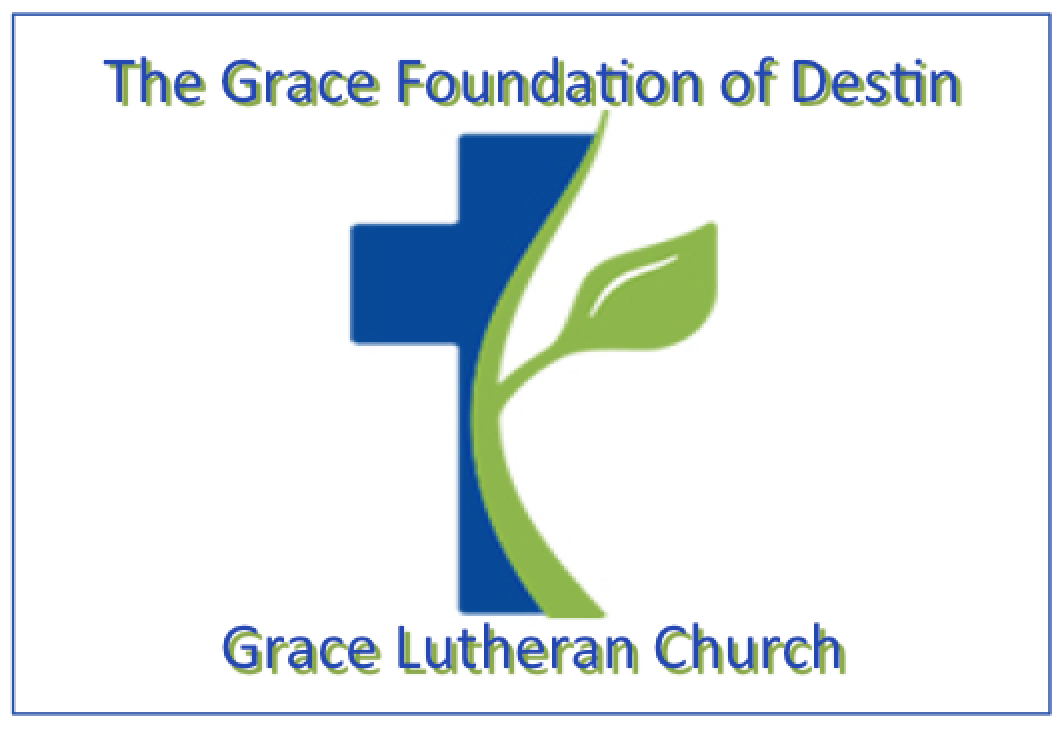 The Grace Foundation of Destin
Grace Lutheran Church